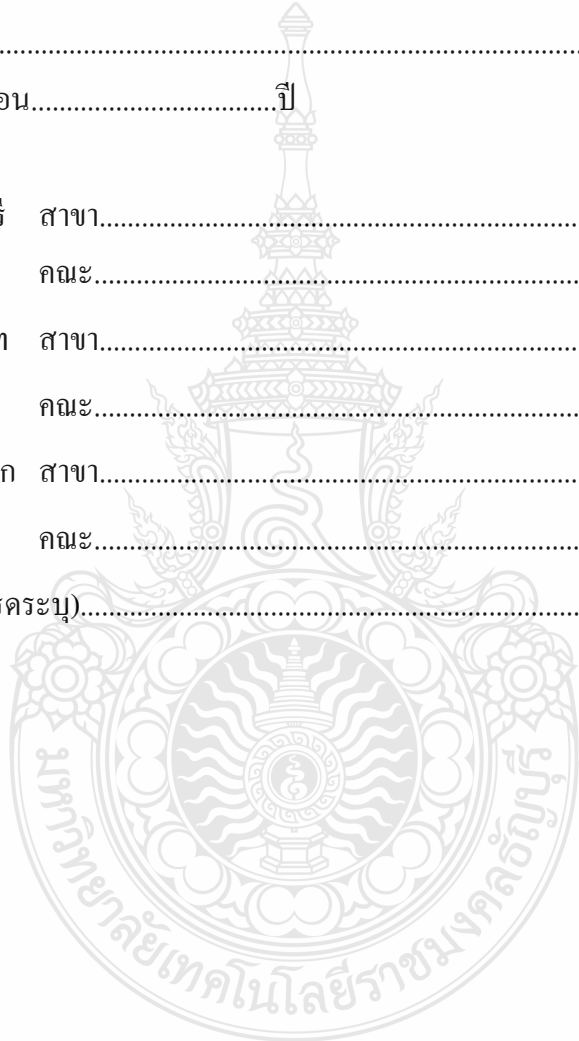 ......................................................................................
อน...................................ปี
รี สาขา.....................................................................
คณะ.....................................................................
ท สาขา.....................................................................
คณะ.....................................................................
ก สาขา.....................................................................
คณะ.....................................................................
รดระบุ)........................................................................
มหาวิทยาลัยเทคโนโลยีราชมงคลธัญบุรี